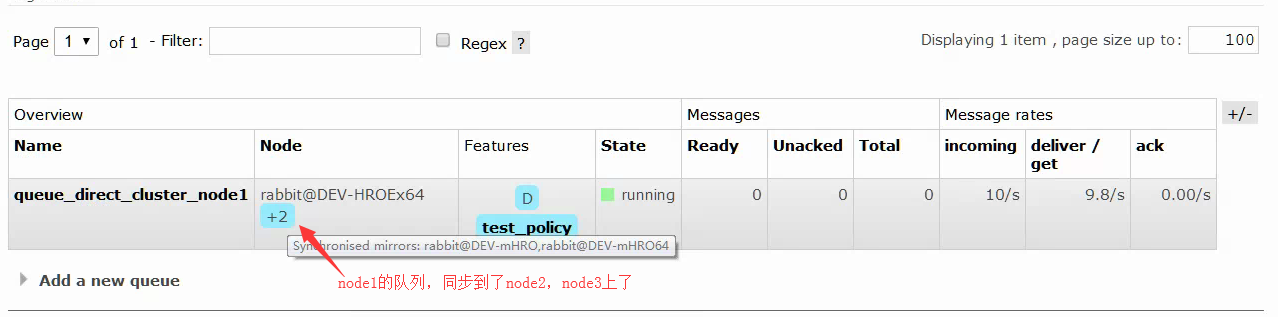 Page 1 of 1 - Filter: Regex ? Displaying 1 item , page size up to: 100
Overview Messages Message rates +/-
Name Node Features State Ready Unacked Total incoming deliver / get ack
queue_direct_cluster_node1 rabbit@DEV-HROEx64 D running 0 0 0 10/s 9.8/s 0.00/s
+2 test_policy
Synchronised mirrors: rabbit@DEV-mHRO,rabbit@DEV-mHRO64
node1的队列，同步到了node2，node3上了
Add a new queue